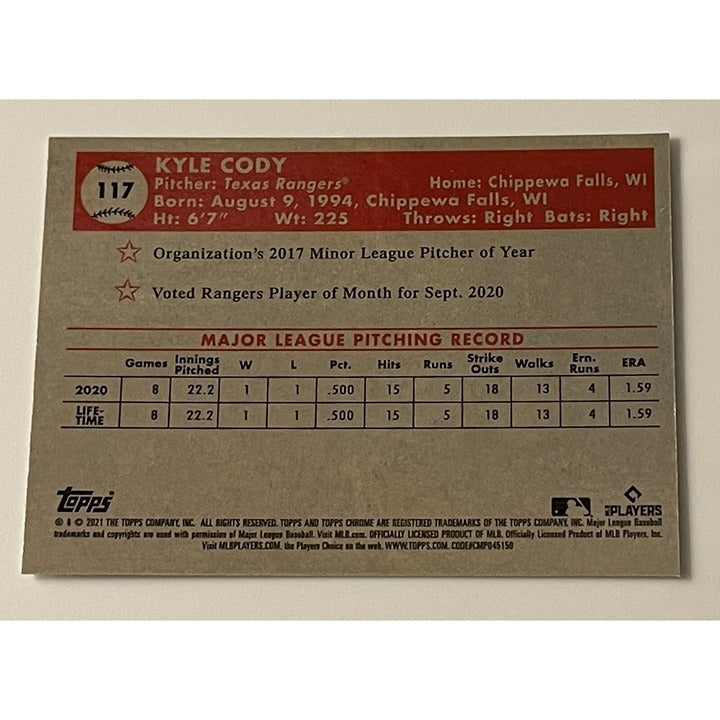 117
KYLE CODY
Pitcher: Texas Rangers® Home: Chippewa Falls, WI
Born: August 9, 1994, Chippewa Falls, WI
Ht: 6'7" Wt: 225 Throws: Right Bats: Right
Organization's 2017 Minor League Pitcher of Year
Voted Rangers Player of Month for Sept. 2020
MAJOR LEAGUE PITCHING RECORD
Games Innings Pitched W L Pct. Hits Runs Strike Outs Walks Ern. Runs ERA
2020 8 22.2 1 1 .500 15 5 18 13 4 1.59
LIFE-TIME 8 22.2 1 1 .500 15 5 18 13 4 1.59
topps
PLAYERS
® & © 2021 THE TOPPS COMPANY, INC. ALL RIGHTS RESERVED. TOPPS AND TOPPS CHROME ARE REGISTERED TRADEMARKS OF THE TOPPS COMPANY, INC. Major League Baseball
trademarks and copyrights are used with permission of Major League Baseball. Visit MLB.com. OFFICIALLY LICENSED PRODUCT OF MLB. Officially Licensed Product of MLB Players, Inc.
Visit MLBPLAYERS.com, the Players Choice on the web. WWW.TOPPS.COM. CODE#CMP045150